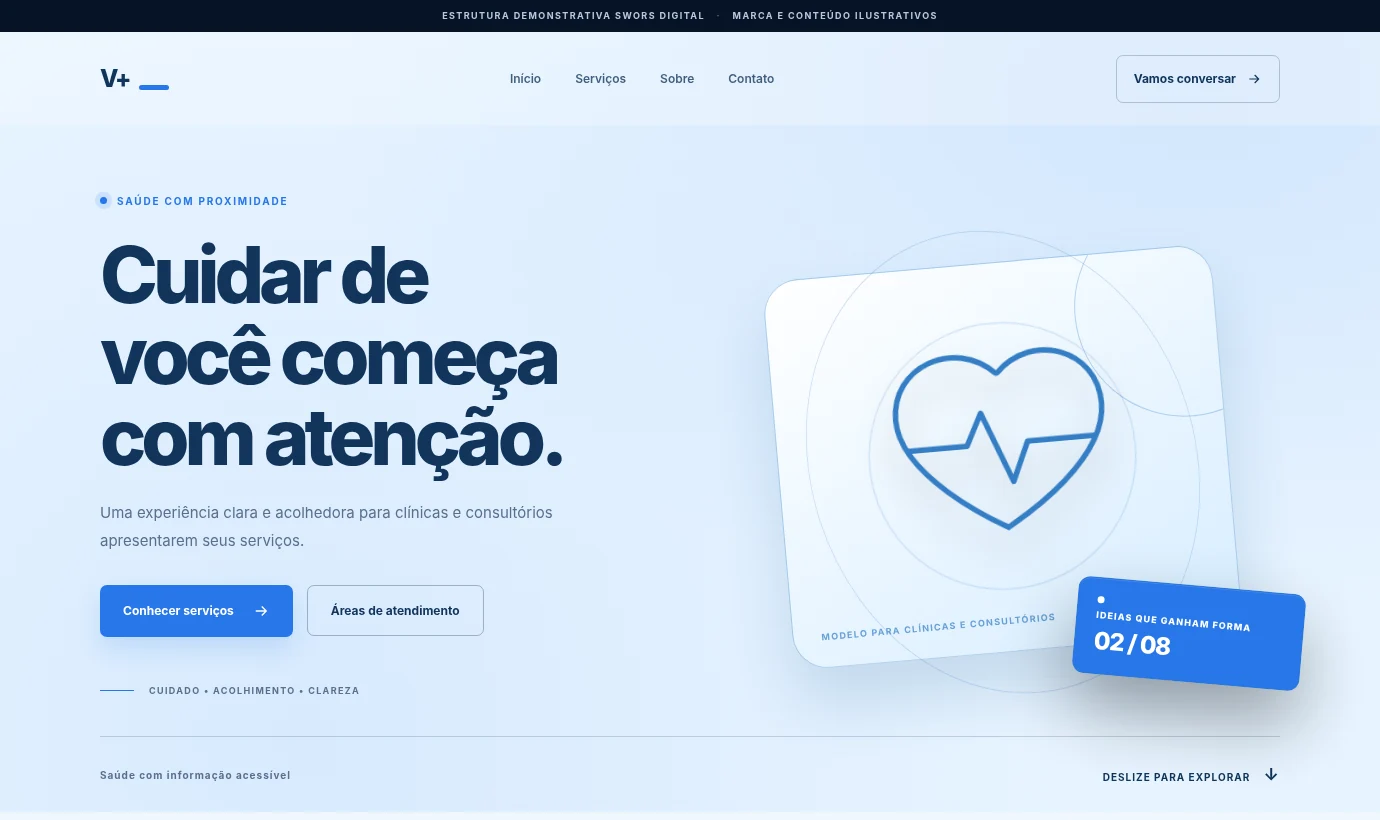 ESTRUTURA DEMONSTRATIVA SWORS DIGITAL · MARCA E CONTEÚDO ILUSTRATIVOS
V+
Início
Serviços
Sobre
Contato
Vamos conversar →
SAÚDE COM PROXIMIDADE
Cuidar de
você começa
com atenção.
Uma experiência clara e acolhedora para clínicas e consultórios
apresentarem seus serviços.
Conhecer serviços →
Áreas de atendimento
CUIDADO • ACOLHIMENTO • CLAREZA
MODELO PARA CLÍNICAS E CONSULTÓRIOS
IDEIAS QUE GANHAM FORMA
02 / 08
Saúde com informação acessível
DESLIZE PARA EXPLORAR ↓